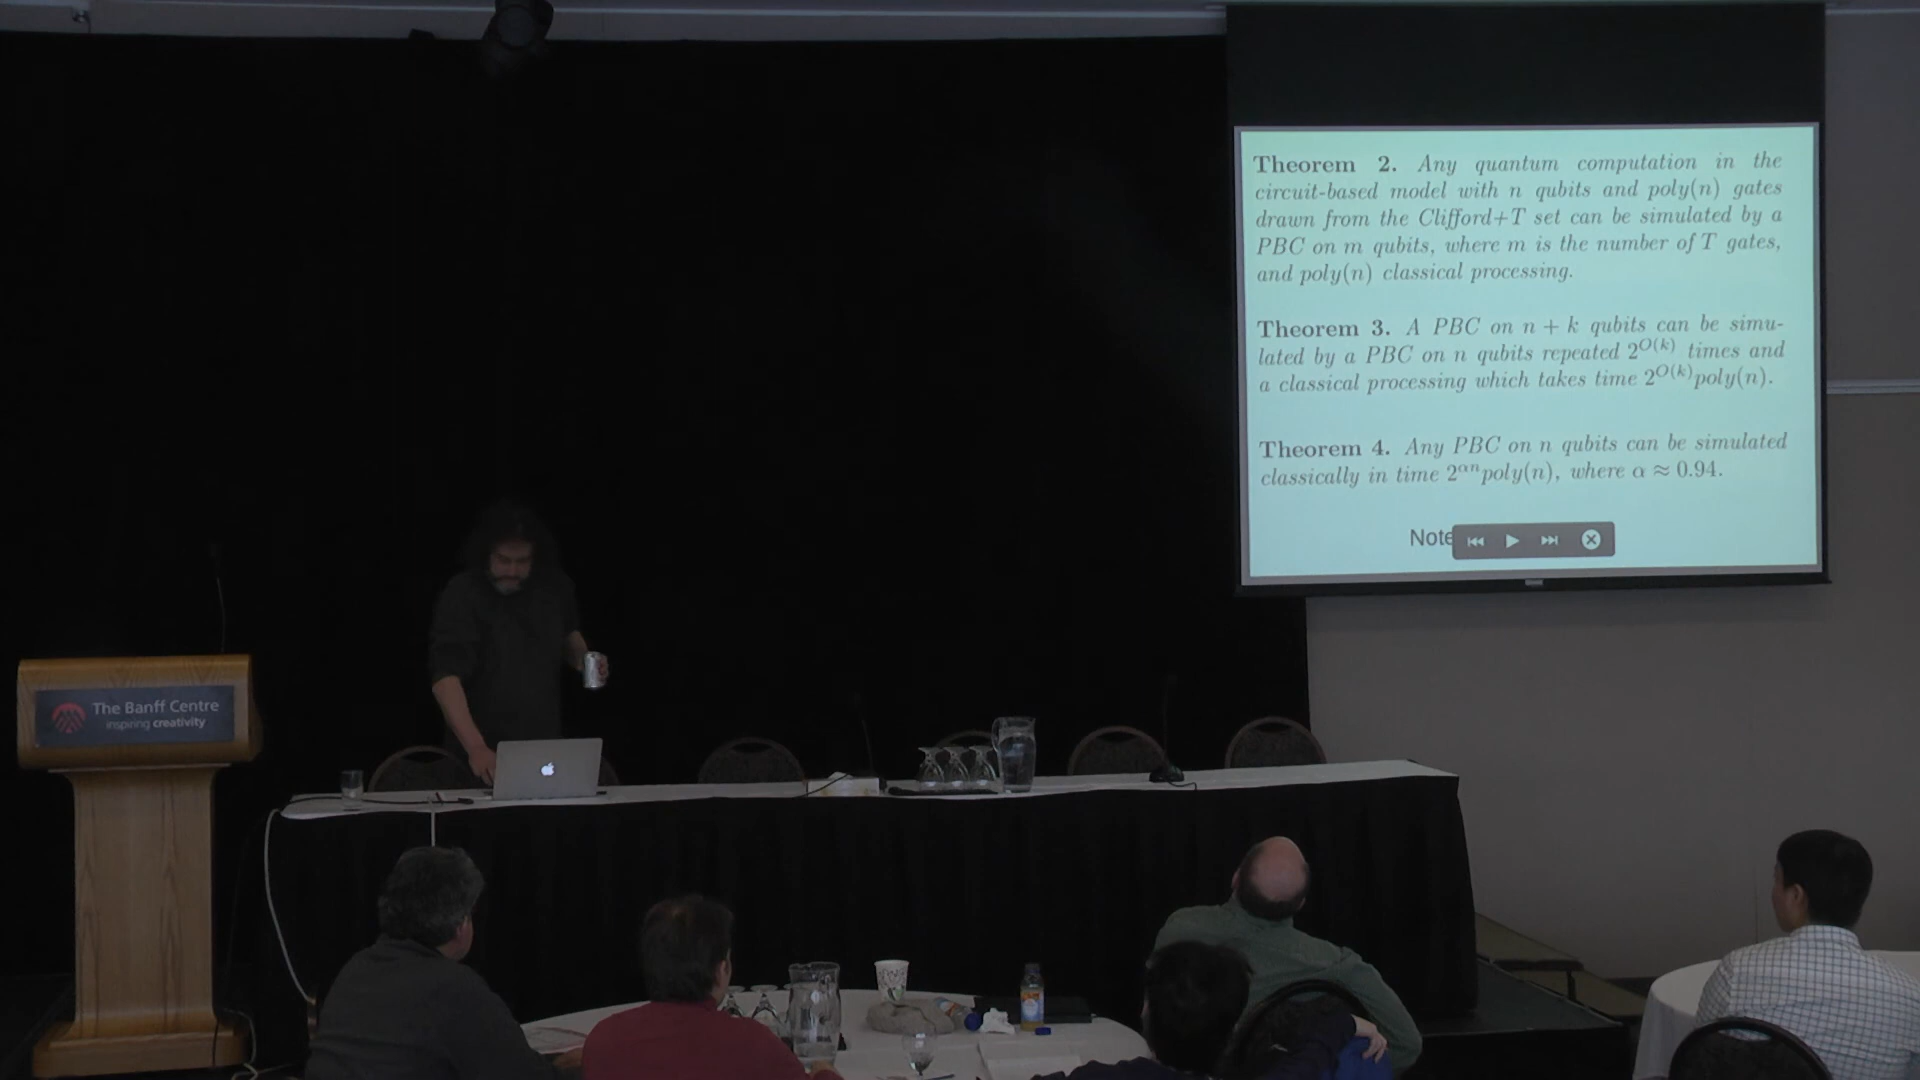 Theorem 2. Any quantum computation in the
circuit-based model with n qubits and poly(n) gates
drawn from the Clifford+T set can be simulated by a
PBC on m qubits, where m is the number of T gates,
and poly(n) classical processing.
Theorem 3. A PBC on n + k qubits can be simu-
lated by a PBC on n qubits repeated 2^{O(k)} times and
a classical processing which takes time 2^{O(k)}poly(n).
Theorem 4. Any PBC on n qubits can be simulated
classically in time 2^{αn}poly(n), where α ≈ 0.94.
Note
The Banff Centre
inspiring creativity